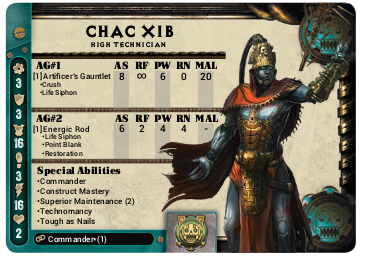 CHAC XIB
HIGH TECHNICIAN
AG#1 AS RF PW RN MAL
[1]Artificer's Gauntlet 8 ∞ 6 0 20
•Crush
•Life Siphon
AG#2 AS RF PW RN MAL
[1]Energic Rod 6 2 4 4 -
•Life Siphon
•Point Blank
•Restoration
Special Abilities
•Commander
•Construct Mastery
•Superior Maintenance (2)
•Technomancy
•Tough as Nails
Commander(1)
3
3
16
3
16
2